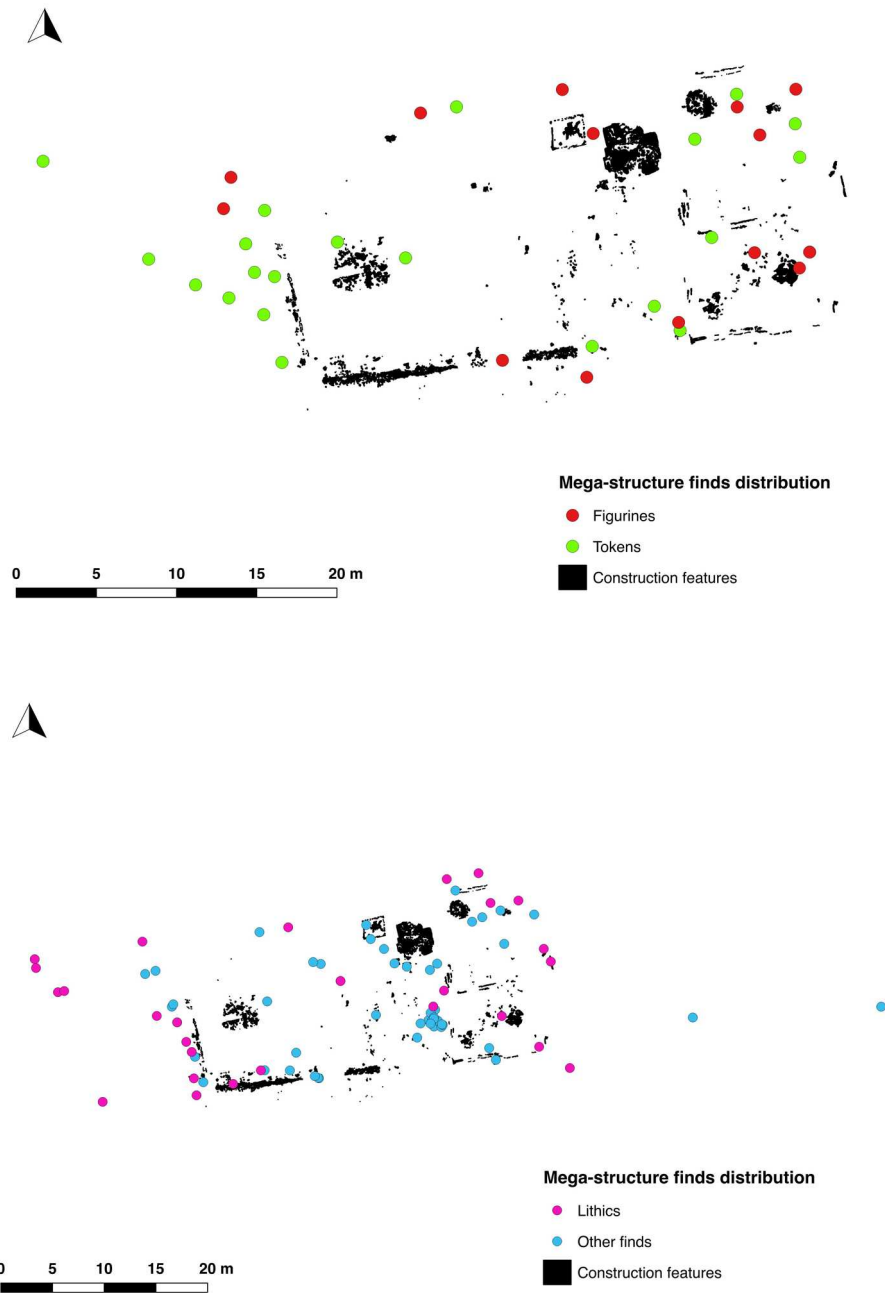 Mega-structure finds distribution
Figurines
Tokens
Construction features
0 5 10 15 20 m
Mega-structure finds distribution
Lithics
Other finds
Construction features
0 5 10 15 20 m